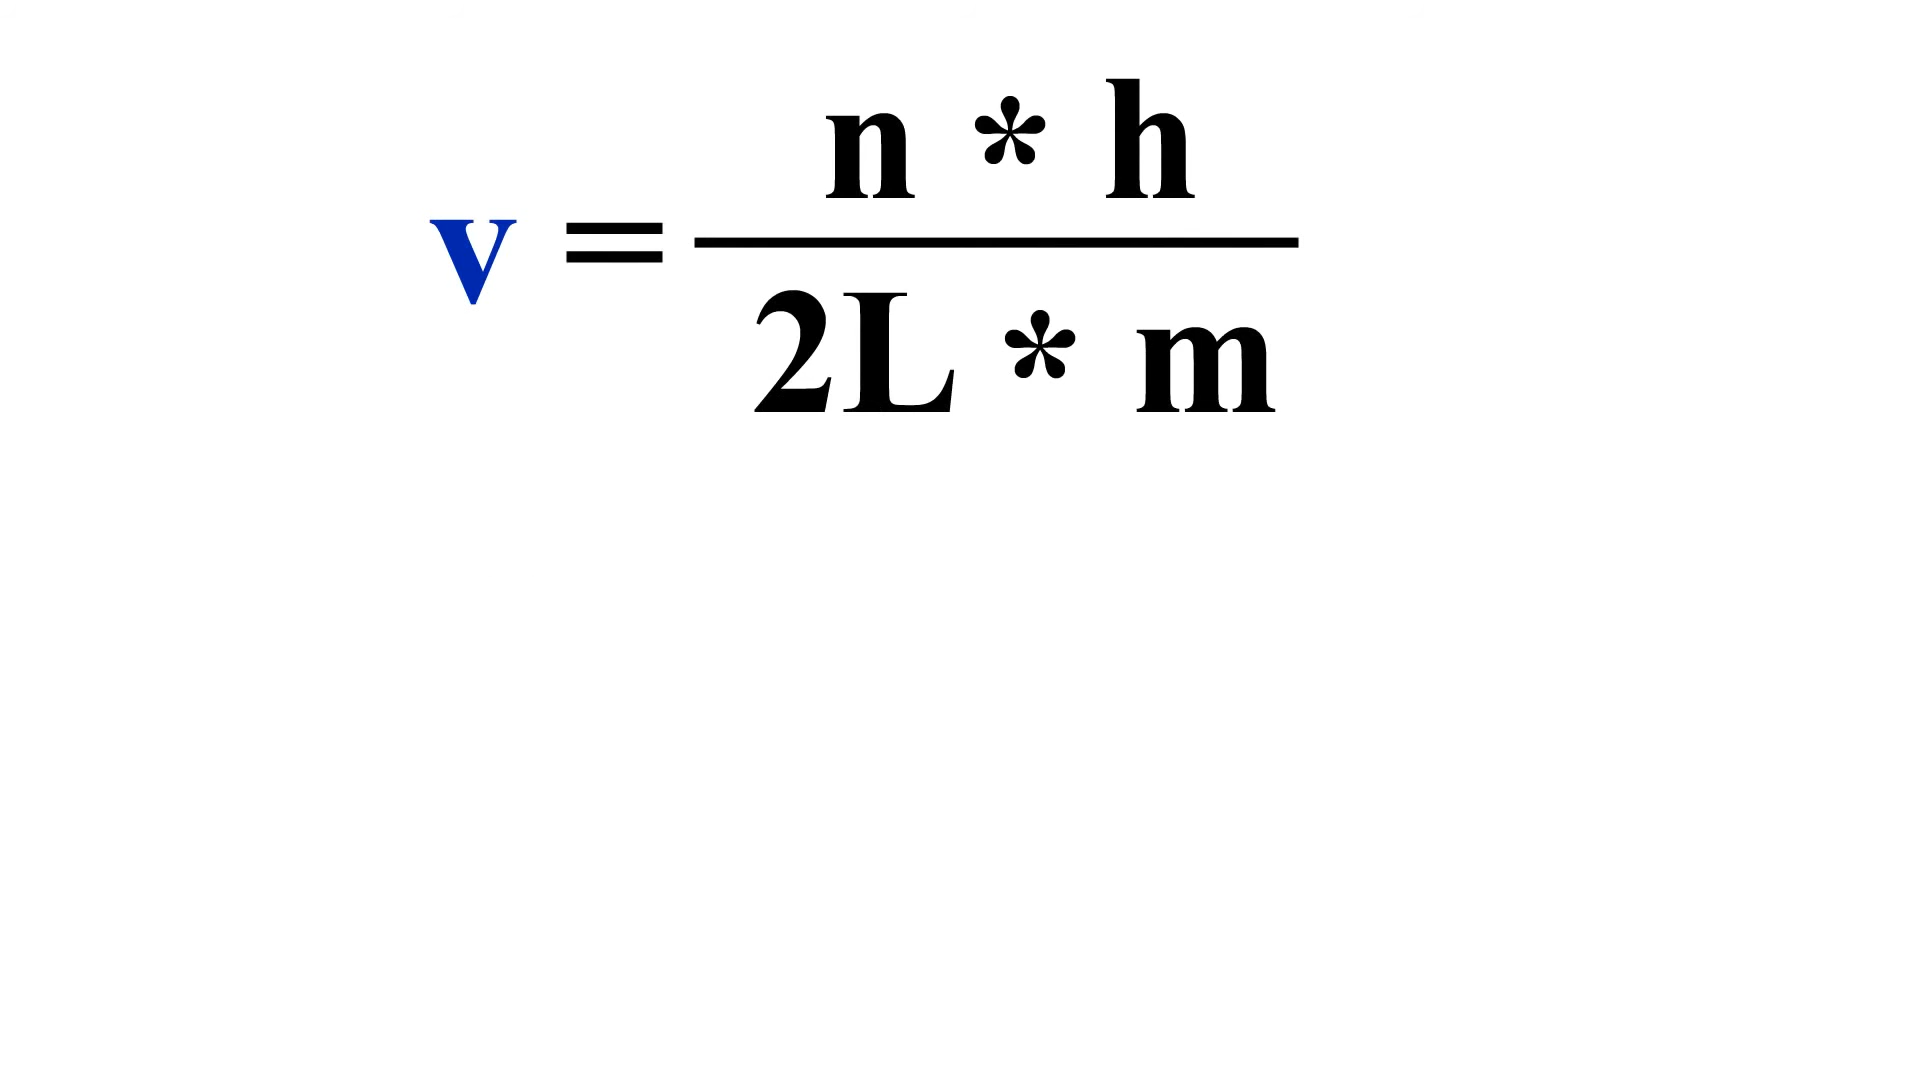 n * h
v =
2L * m